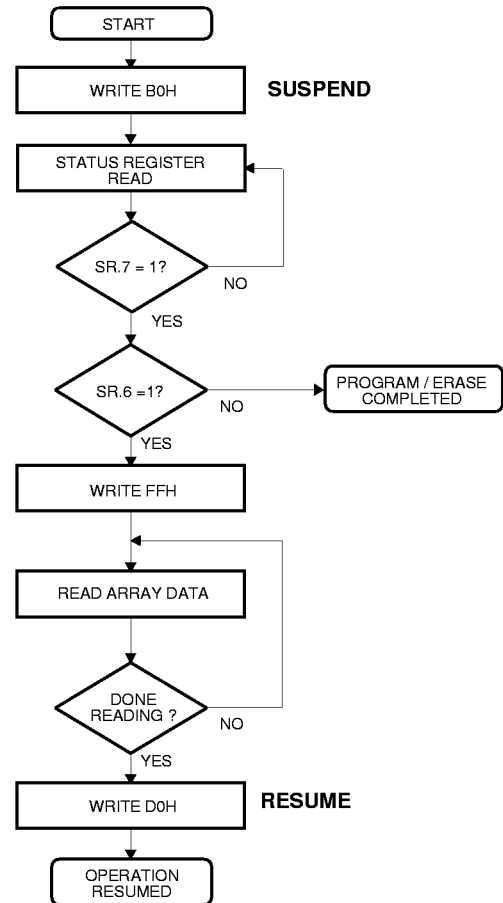 START
WRITE B0H
SUSPEND
STATUS REGISTER
READ
SR.7 = 1?
NO
YES
SR.6 =1?
NO
PROGRAM / ERASE
COMPLETED
YES
WRITE FFH
READ ARRAY DATA
DONE
READING ?
NO
YES
WRITE D0H
RESUME
OPERATION
RESUMED